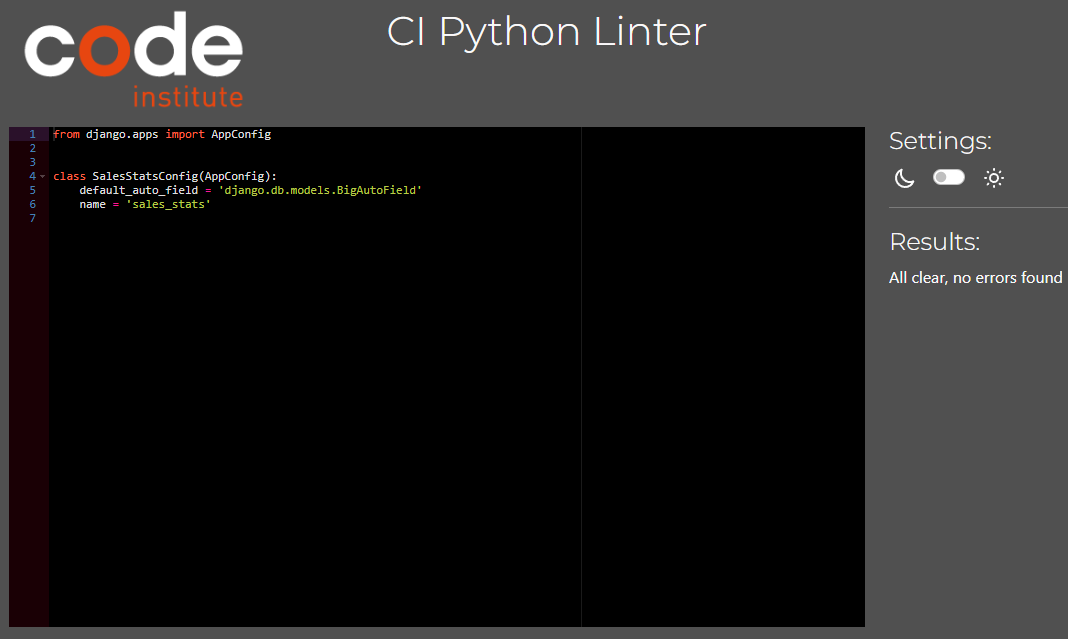 code
institute
CI Python Linter
1 from django.apps import AppConfig
2
3
4 class SalesStatsConfig(AppConfig):
5     default_auto_field = 'django.db.models.BigAutoField'
6     name = 'sales_stats'
7
Settings:
Results:
All clear, no errors found